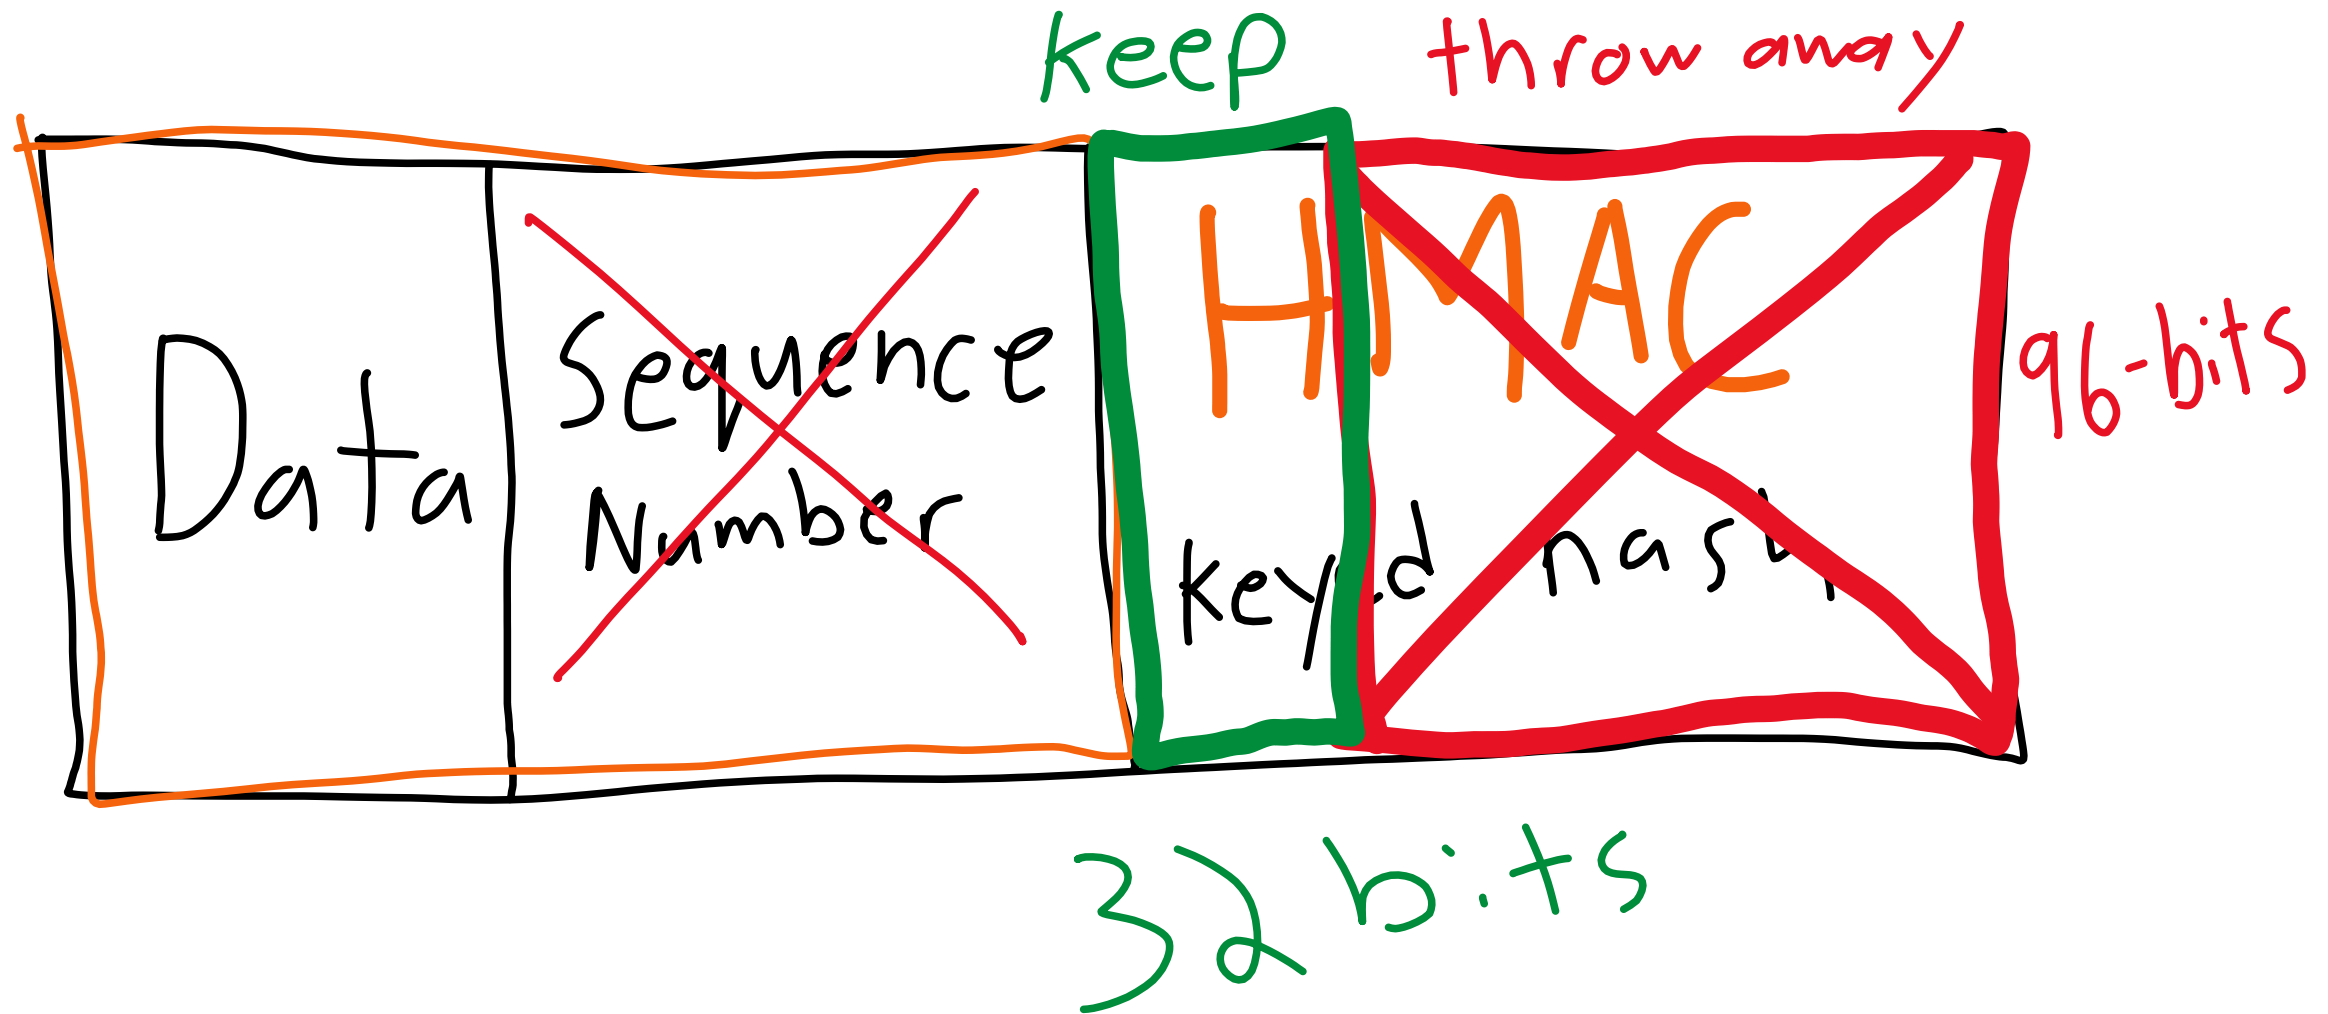 keep
throw away
HMAC
Data
Sequence
Number
keyed hash
96-bits
32 bits